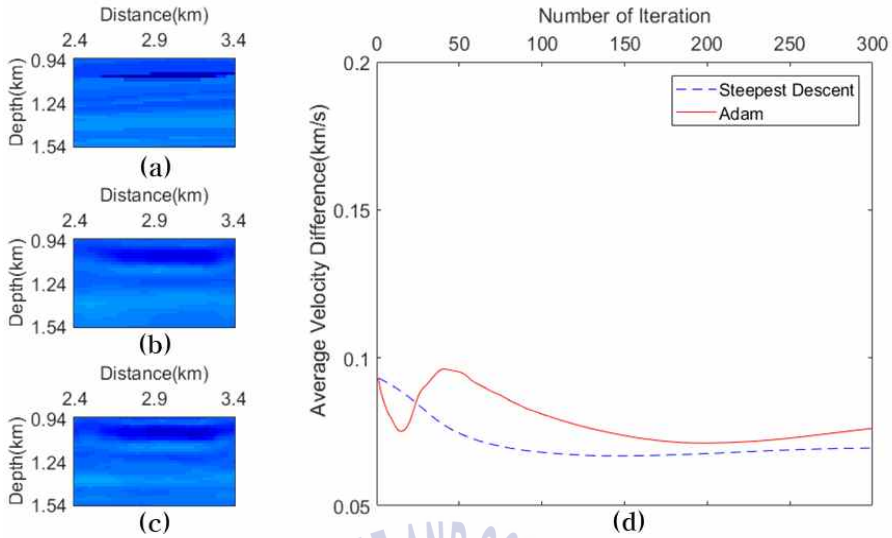 Distance(km)
2.4 2.9 3.4
0.94
1.24
1.54
Depth(km)
(a)
Distance(km)
2.4 2.9 3.4
0.94
1.24
1.54
Depth(km)
(b)
Distance(km)
2.4 2.9 3.4
0.94
1.24
1.54
Depth(km)
(c)
Number of Iteration
0 50 100 150 200 250 300
0.2
0.15
0.1
0.05
Average Velocity Difference(km/s)
Steepest Descent
Adam
(d)